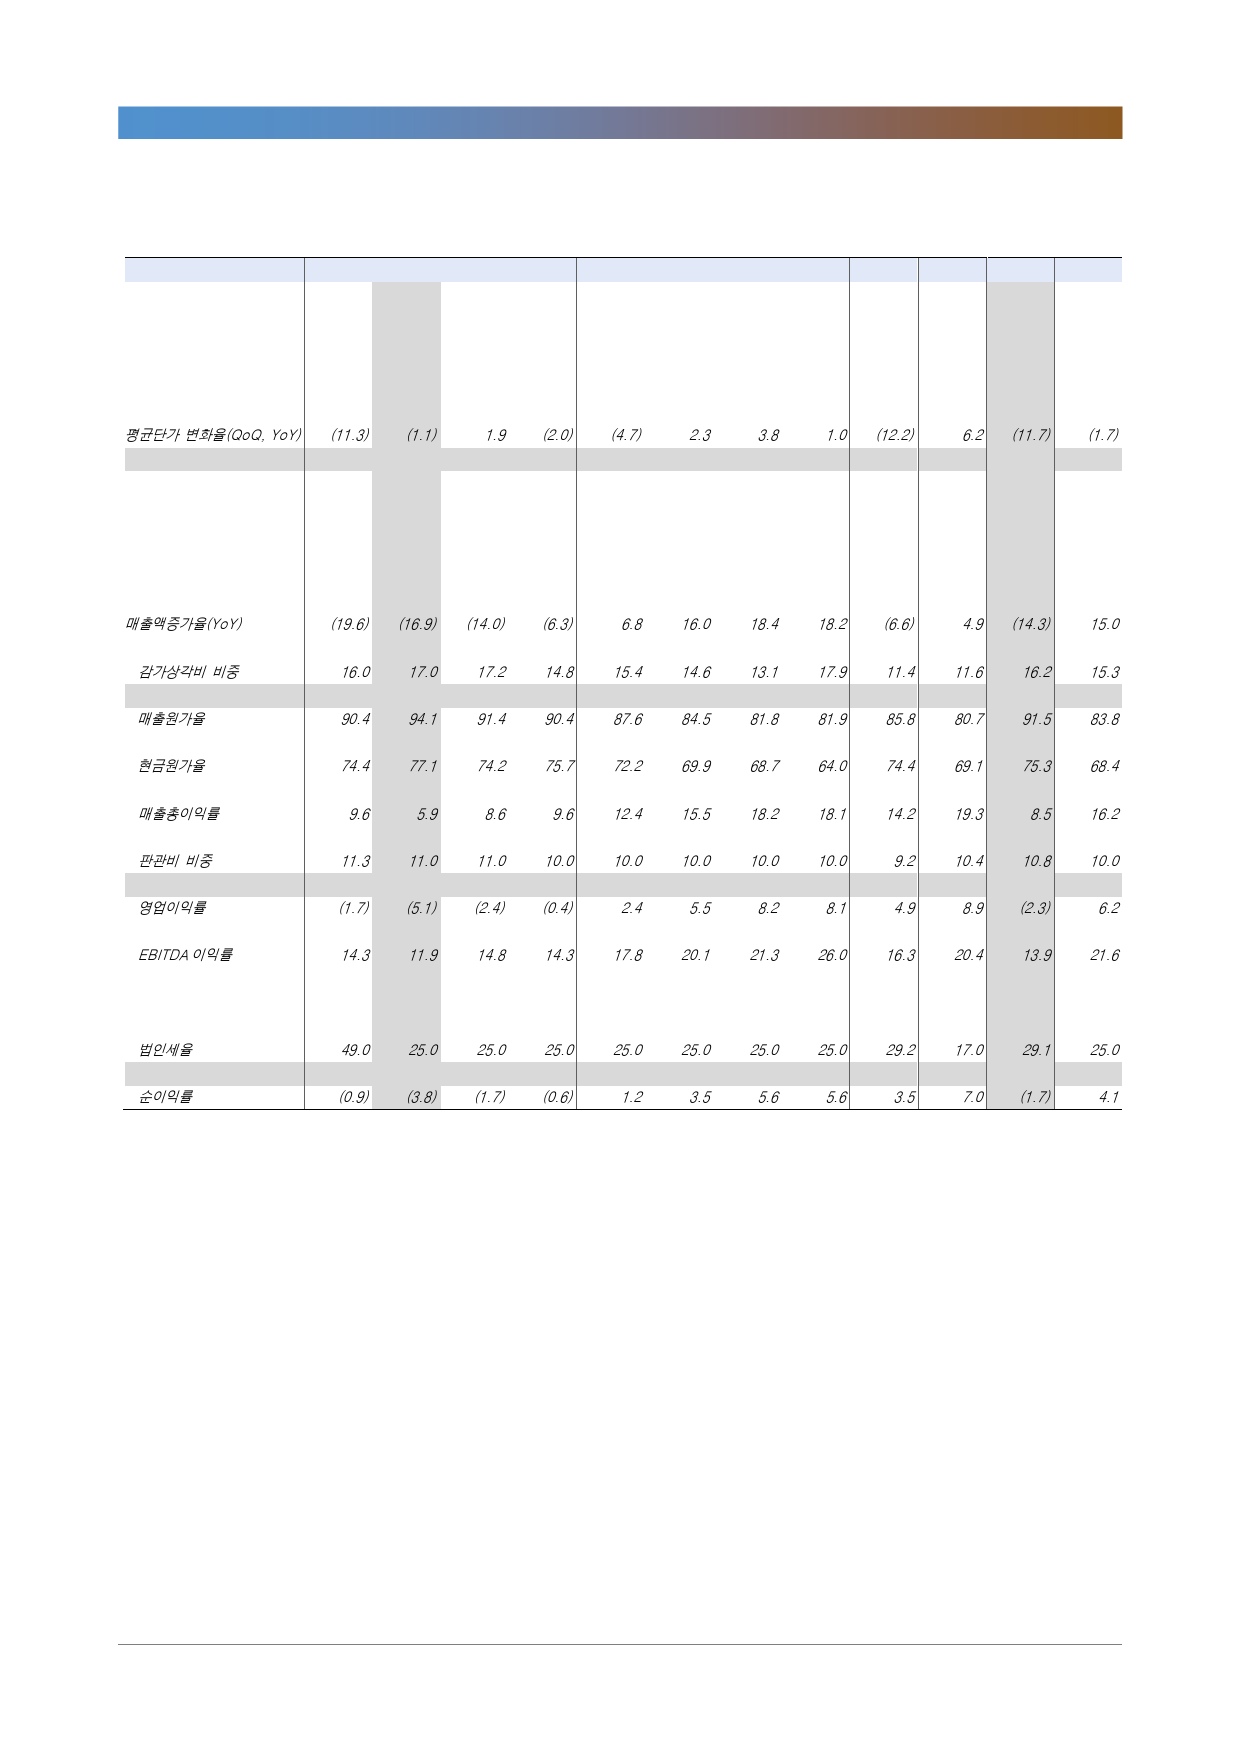 평균단가 변화율(QoQ, YoY) (11.3) (1.1) 1.9 (2.0) (4.7) 2.3 3.8 1.0 (12.2) 6.2 (11.7) (1.7)
매출액증가율(YoY) (19.6) (16.9) (14.0) (6.3) 6.8 16.0 18.4 18.2 (6.6) 4.9 (14.3) 15.0
감가상각비 비중 16.0 17.0 17.2 14.8 15.4 14.6 13.1 17.9 11.4 11.6 16.2 15.3
매출원가율 90.4 94.1 91.4 90.4 87.6 84.5 81.8 81.9 85.8 80.7 91.5 83.8
현금원가율 74.4 77.1 74.2 75.7 72.2 69.9 68.7 64.0 74.4 69.1 75.3 68.4
매출총이익률 9.6 5.9 8.6 9.6 12.4 15.5 18.2 18.1 14.2 19.3 8.5 16.2
판관비 비중 11.3 11.0 11.0 10.0 10.0 10.0 10.0 10.0 9.2 10.4 10.8 10.0
영업이익률 (1.7) (5.1) (2.4) (0.4) 2.4 5.5 8.2 8.1 4.9 8.9 (2.3) 6.2
EBITDA 이익률 14.3 11.9 14.8 14.3 17.8 20.1 21.3 26.0 16.3 20.4 13.9 21.6
법인세율 49.0 25.0 25.0 25.0 25.0 25.0 25.0 25.0 29.2 17.0 29.1 25.0
순이익률 (0.9) (3.8) (1.7) (0.6) 1.2 3.5 5.6 5.6 3.5 7.0 (1.7) 4.1